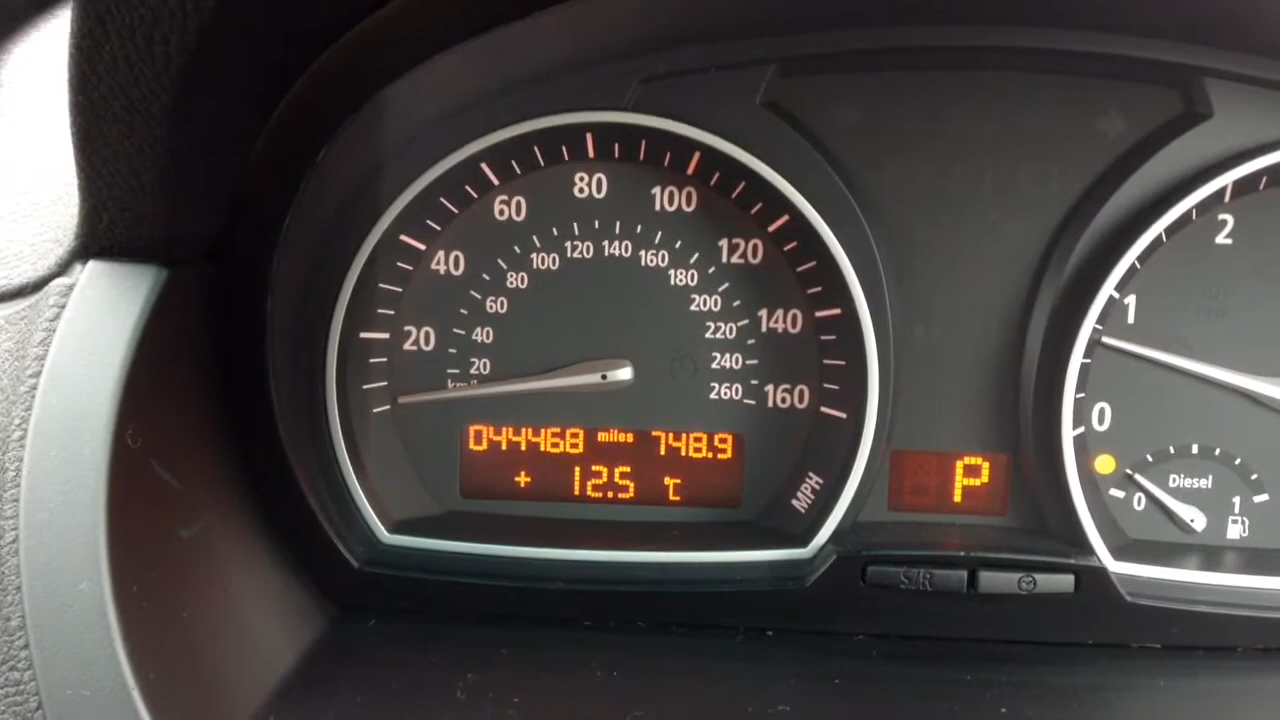 20 40 60 80 100 120 140 160
MPH
20 40 60 80 100 120 140 160 180 200 220 240 260
044468 miles 748.9
+ 12.5 °C
P
S/R
0 1 2
Diesel
0 1